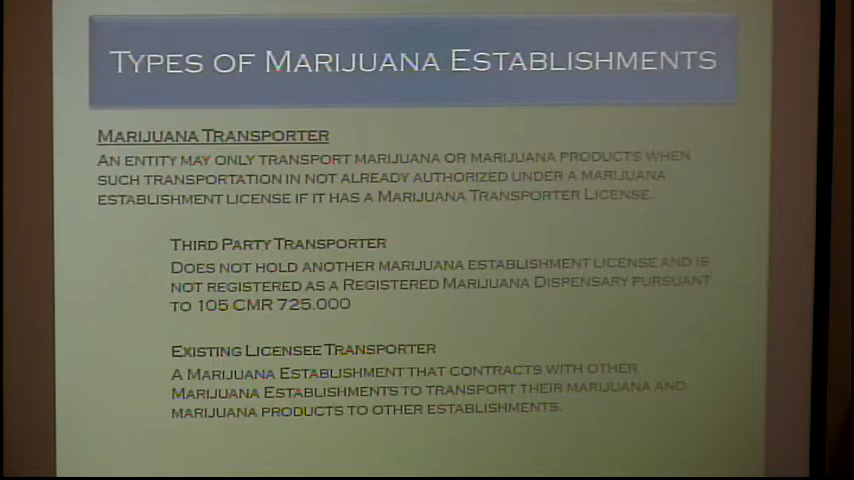 TYPES OF MARIJUANA ESTABLISHMENTS
MARIJUANA TRANSPORTER
AN ENTITY MAY ONLY TRANSPORT MARIJUANA OR MARIJUANA PRODUCTS WHEN
SUCH TRANSPORTATION IN NOT ALREADY AUTHORIZED UNDER A MARIJUANA
ESTABLISHMENT LICENSE IF IT HAS A MARIJUANA TRANSPORTER LICENSE.
THIRD PARTY TRANSPORTER
DOES NOT HOLD ANOTHER MARIJUANA ESTABLISHMENT LICENSE AND IS
NOT REGISTERED AS A REGISTERED MARIJUANA DISPENSARY PURSUANT
TO 105 CMR 725.000
EXISTING LICENSEE TRANSPORTER
A MARIJUANA ESTABLISHMENT THAT CONTRACTS WITH OTHER
MARIJUANA ESTABLISHMENTS TO TRANSPORT THEIR MARIJUANA AND
MARIJUANA PRODUCTS TO OTHER ESTABLISHMENTS.